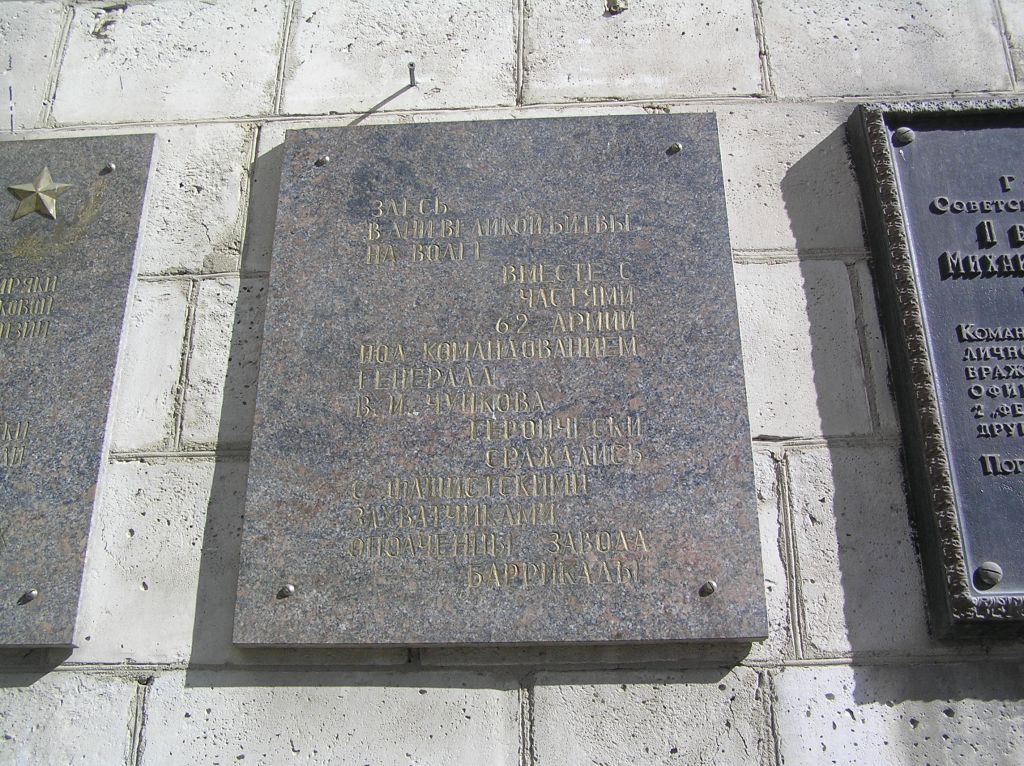 ЗДЕСЬ
В ДНИ ВЕЛИКОЙ БИТВЫ
НА ВОЛГЕ
ВМЕСТЕ С
ЧАСТЯМИ
62 АРМИИ
ПОД КОМАНДОВАНИЕМ
ГЕНЕРАЛА
В. И. ЧУЙКОВА
ГЕРОИЧЕСКИ
СРАЖАЛИСЬ
С ФАШИСТСКИМИ
ЗАХВАТЧИКАМИ
ОПОЛЧЕНЦЫ ЗАВОДА
БАРРИКАДЫ